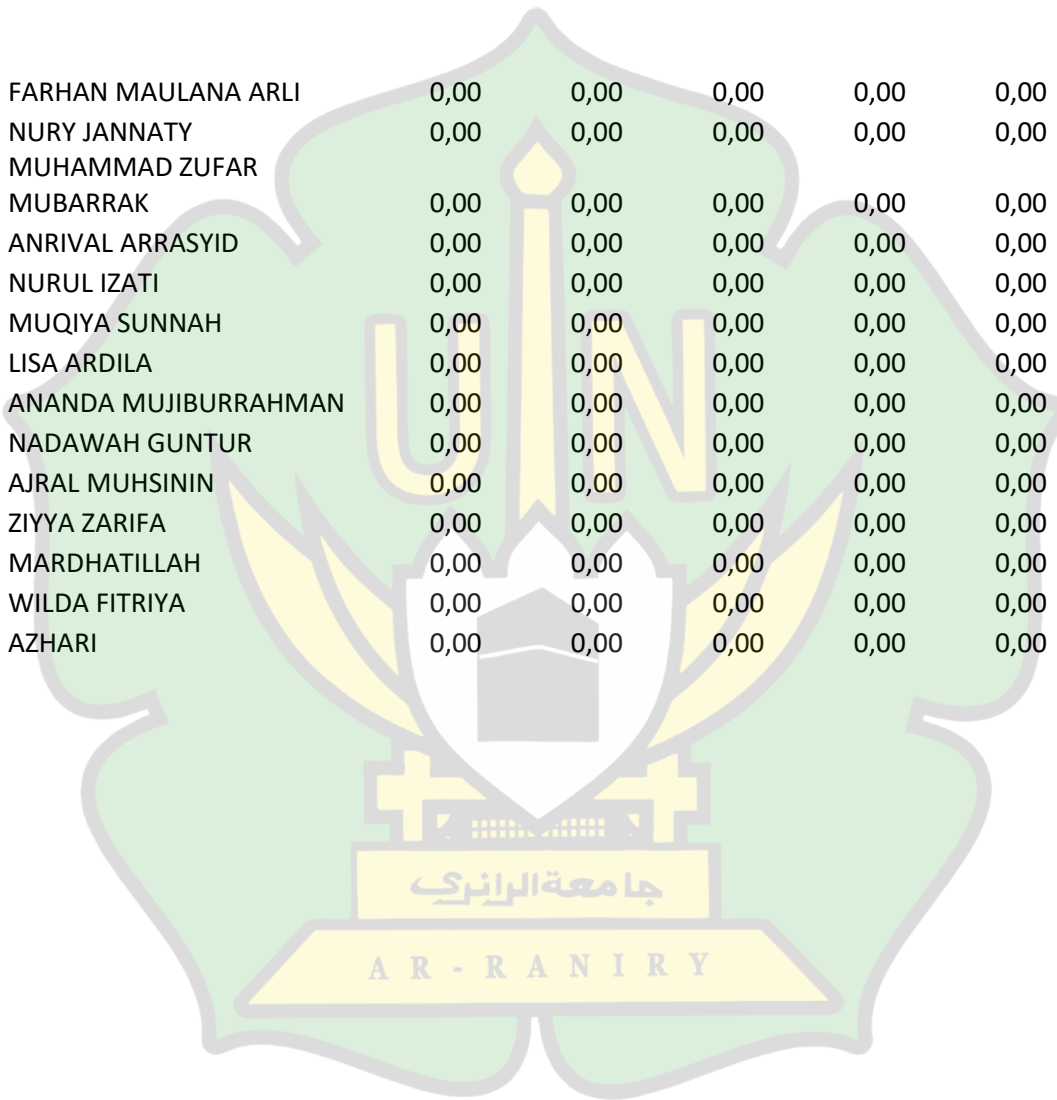 FARHAN MAULANA ARLI 0,00 0,00 0,00 0,00 0,00
NURY JANNATY 0,00 0,00 0,00 0,00 0,00
MUHAMMAD ZUFAR
MUBARRAK 0,00 0,00 0,00 0,00 0,00
ANRIVAL ARRASYID 0,00 0,00 0,00 0,00 0,00
NURUL IZATI 0,00 0,00 0,00 0,00 0,00
MUQIYA SUNNAH 0,00 0,00 0,00 0,00 0,00
LISA ARDILA 0,00 0,00 0,00 0,00 0,00
ANANDA MUJIBURRAHMAN 0,00 0,00 0,00 0,00 0,00
NADAWAH GUNTUR 0,00 0,00 0,00 0,00 0,00
AJRAL MUHSININ 0,00 0,00 0,00 0,00 0,00
ZIYYA ZARIFA 0,00 0,00 0,00 0,00 0,00
MARDHATILLAH 0,00 0,00 0,00 0,00 0,00
WILDA FITRIYA 0,00 0,00 0,00 0,00 0,00
AZHARI 0,00 0,00 0,00 0,00 0,00
UIN
جامعة الرانري
AR-RANIRY